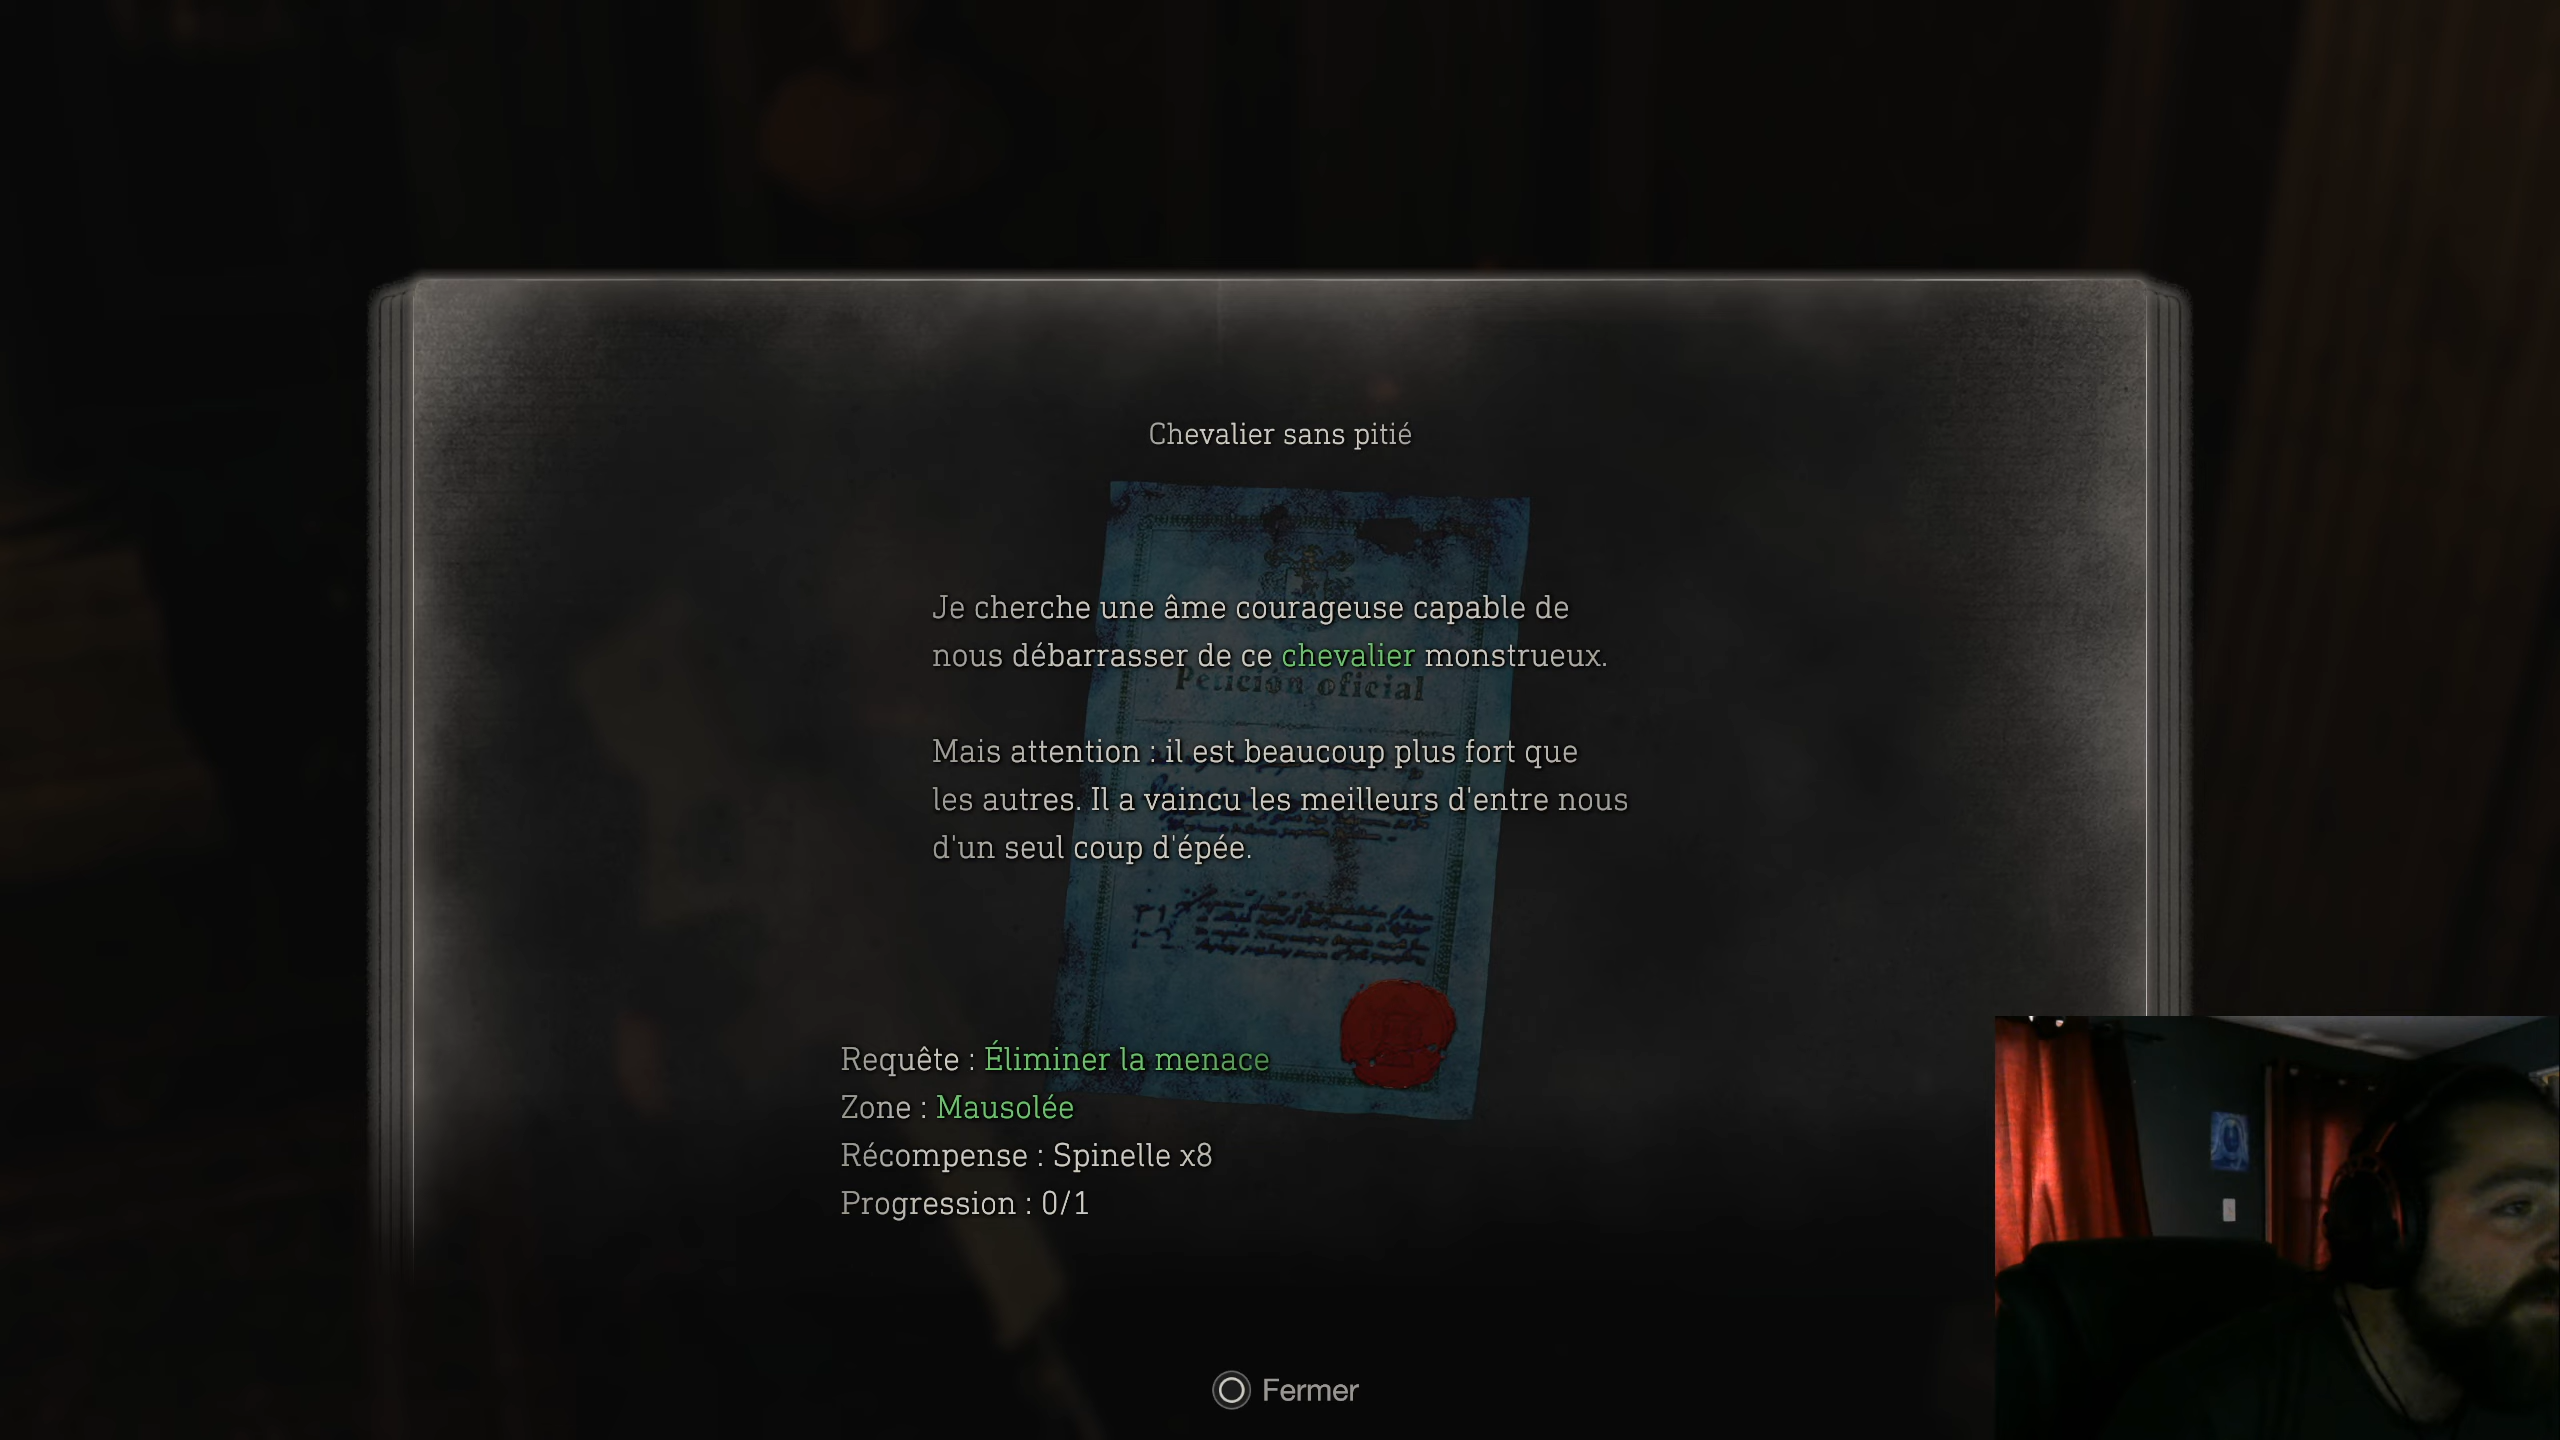 Chevalier sans pitié
Je cherche une âme courageuse capable de
nous débarrasser de ce chevalier monstrueux.
Petición oficial
Mais attention : il est beaucoup plus fort que
les autres. Il a vaincu les meilleurs d'entre nous
d'un seul coup d'épée.
Requête : Éliminer la menace
Zone : Mausolée
Récompense : Spinelle x8
Progression : 0/1
Fermer